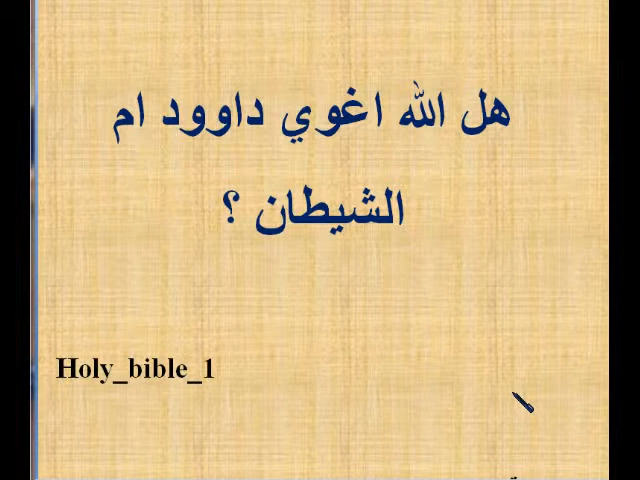 هل الله اغوي داوود ام
الشيطان ؟
Holy_bible_1